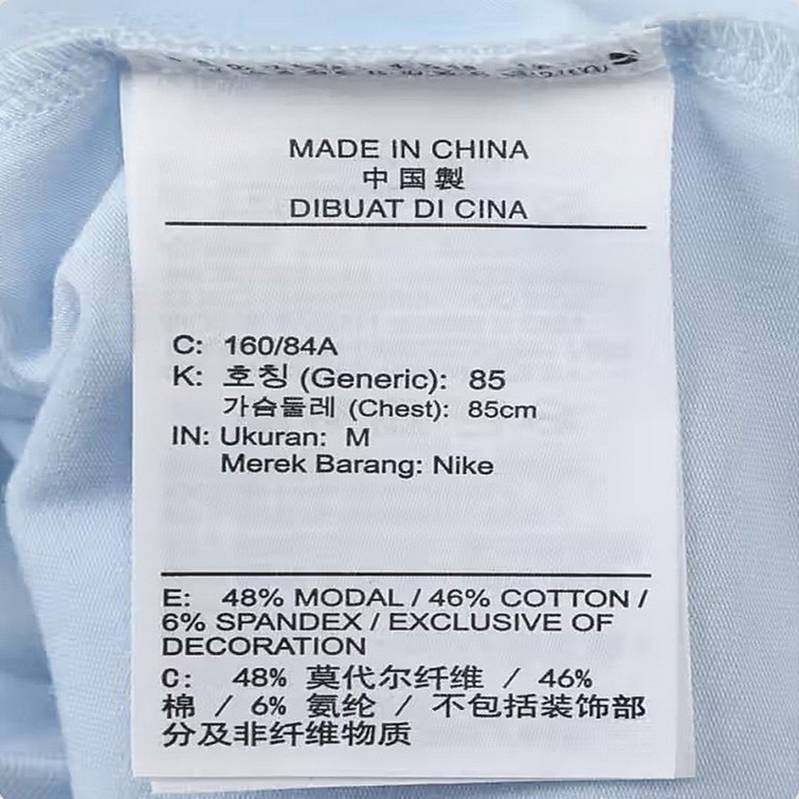 MADE IN CHINA
中国製
DIBUAT DI CINA
C: 160/84A
K: 호칭 (Generic): 85
가슴둘레 (Chest): 85cm
IN: Ukuran: M
Merek Barang: Nike
E: 48% MODAL / 46% COTTON /
6% SPANDEX / EXCLUSIVE OF
DECORATION
C: 48% 莫代尔纤维 / 46%
棉 / 6% 氨纶 / 不包括装饰部
分及非纤维物质